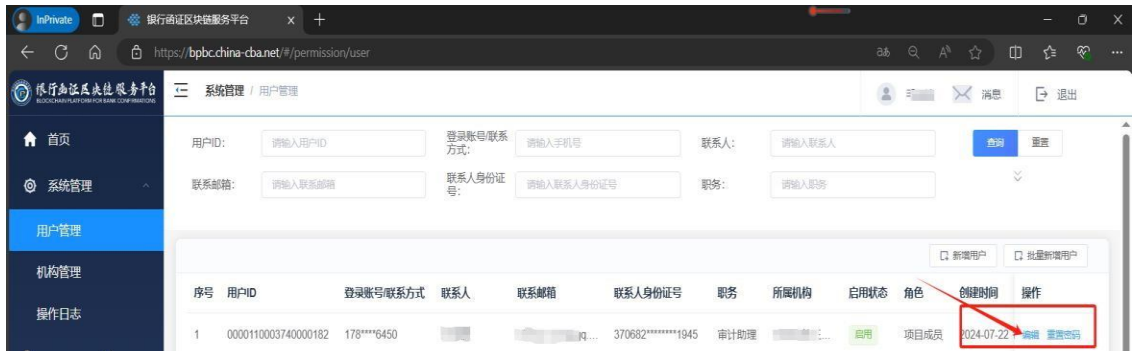 InPrivate 银行函证区块链服务平台
https://bpbc.china-cba.net/#/permission/user
银行函证区块链服务平台 系统管理 / 用户管理 消息 退出
BLOCKCHAIN PLATFORM FOR BANK CONFIRMATIONS
首页 用户ID: 请输入用户ID 登录账号/联系方式: 请输入手机号 联系人: 请输入联系人 查询 重置
系统管理 联系邮箱: 请输入联系邮箱 联系人身份证号: 请输入联系人身份证号 职务: 请输入职务
用户管理
新增用户 批量新增用户
机构管理
序号 用户ID 登录账号/联系方式 联系人 联系邮箱 联系人身份证号 职务 所属机构 启用状态 角色 创建时间 操作
操作日志
1 0000110003740000182 178****6450 q... 370682********1945 审计助理 启用 项目成员 2024-07-22 编辑 重置密码